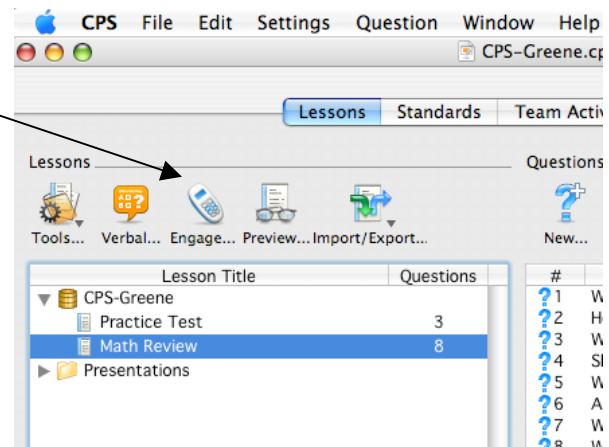 CPS File Edit Settings Question Window Help
CPS-Greene.cp
Lessons Standards Team Activ
Lessons
Questions
Tools... Verbal... Engage... Preview... Import/Export...
New...
Lesson Title Questions
#
CPS-Greene
Practice Test 3
Math Review 8
Presentations
1 W
2 H
3 W
4 Sl
5 W
6 A
7 W
8 W